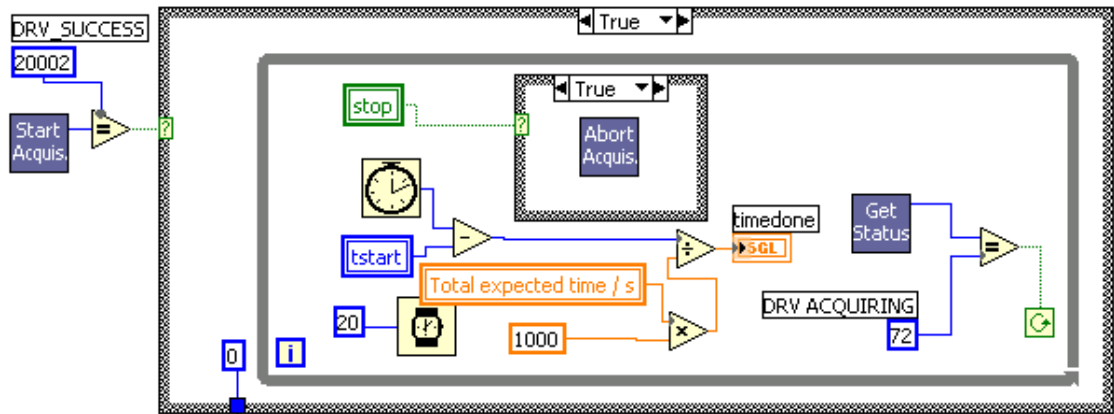 DRV_SUCCESS
20002
Start
Acquis.
=
?
True
stop
?
True
Abort
Acquis.
tstart
-
÷
timedone
SGL
Total expected time / s
20
1000
×
Get
Status
=
DRV ACQUIRING
72
0
i